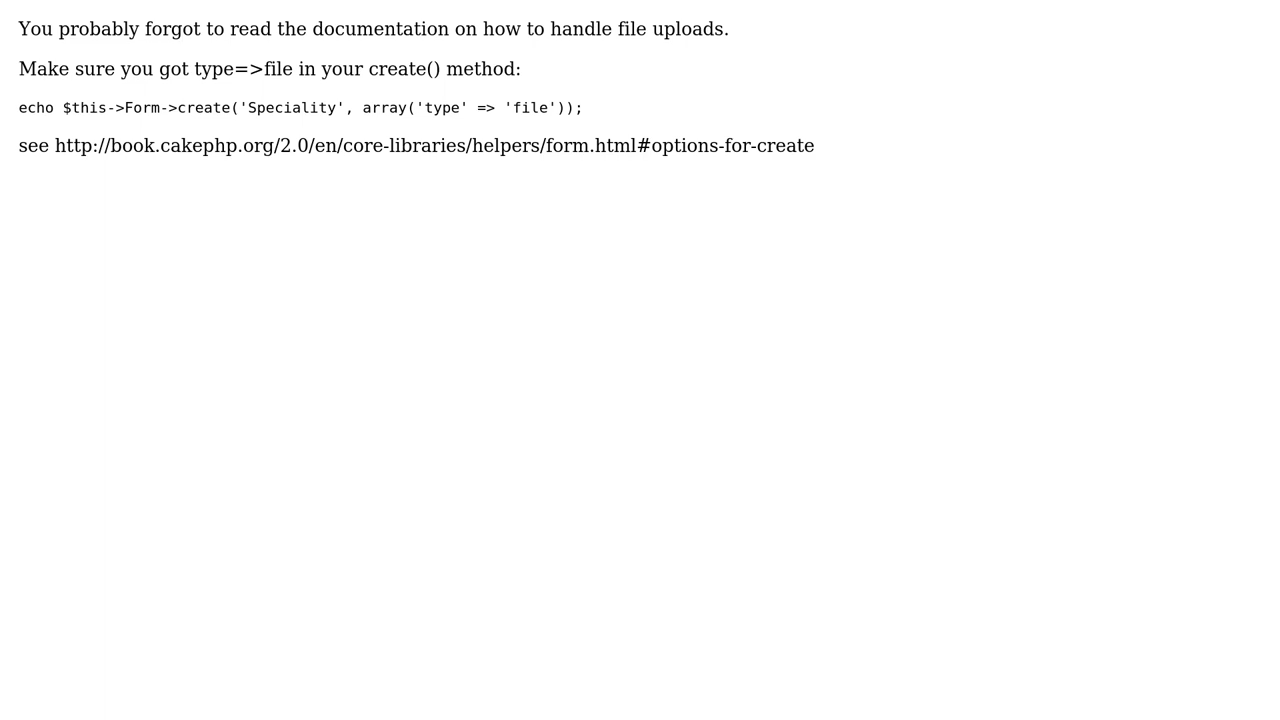 You probably forgot to read the documentation on how to handle file uploads.
Make sure you got type=>file in your create() method:
echo $this->Form->create('Speciality', array('type' => 'file'));
see http://book.cakephp.org/2.0/en/core-libraries/helpers/form.html#options-for-create